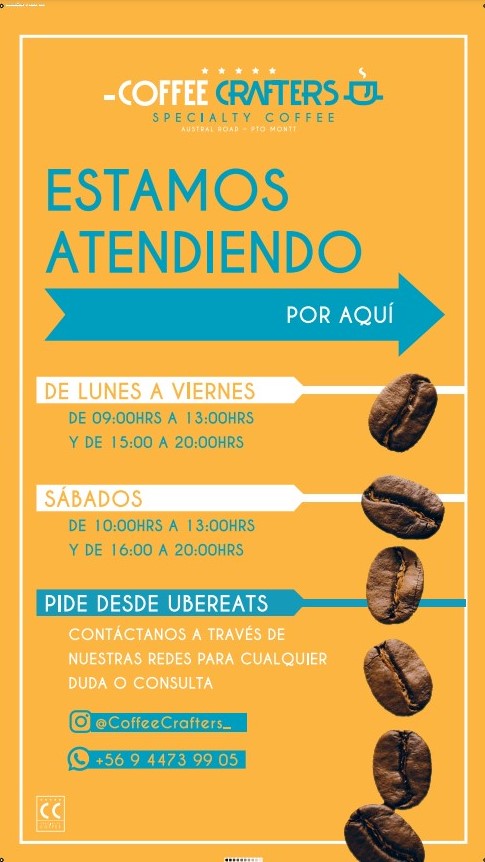 COFFEE CRAFTERS
SPECIALTY COFFEE
AUSTRAL ROAD - PTO MONTT
ESTAMOS
ATENDIENDO
POR AQUÍ
DE LUNES A VIERNES
DE 09:00HRS A 13:00HRS
Y DE 15:00 A 20:00HRS
SÁBADOS
DE 10:00HRS A 13:00HRS
Y DE 16:00 A 20:00HRS
PIDE DESDE UBEREATS
CONTÁCTANOS A TRAVÉS DE
NUESTRAS REDES PARA CUALQUIER
DUDA O CONSULTA
@CoffeeCrafters_
+56 9 4473 99 05
CC